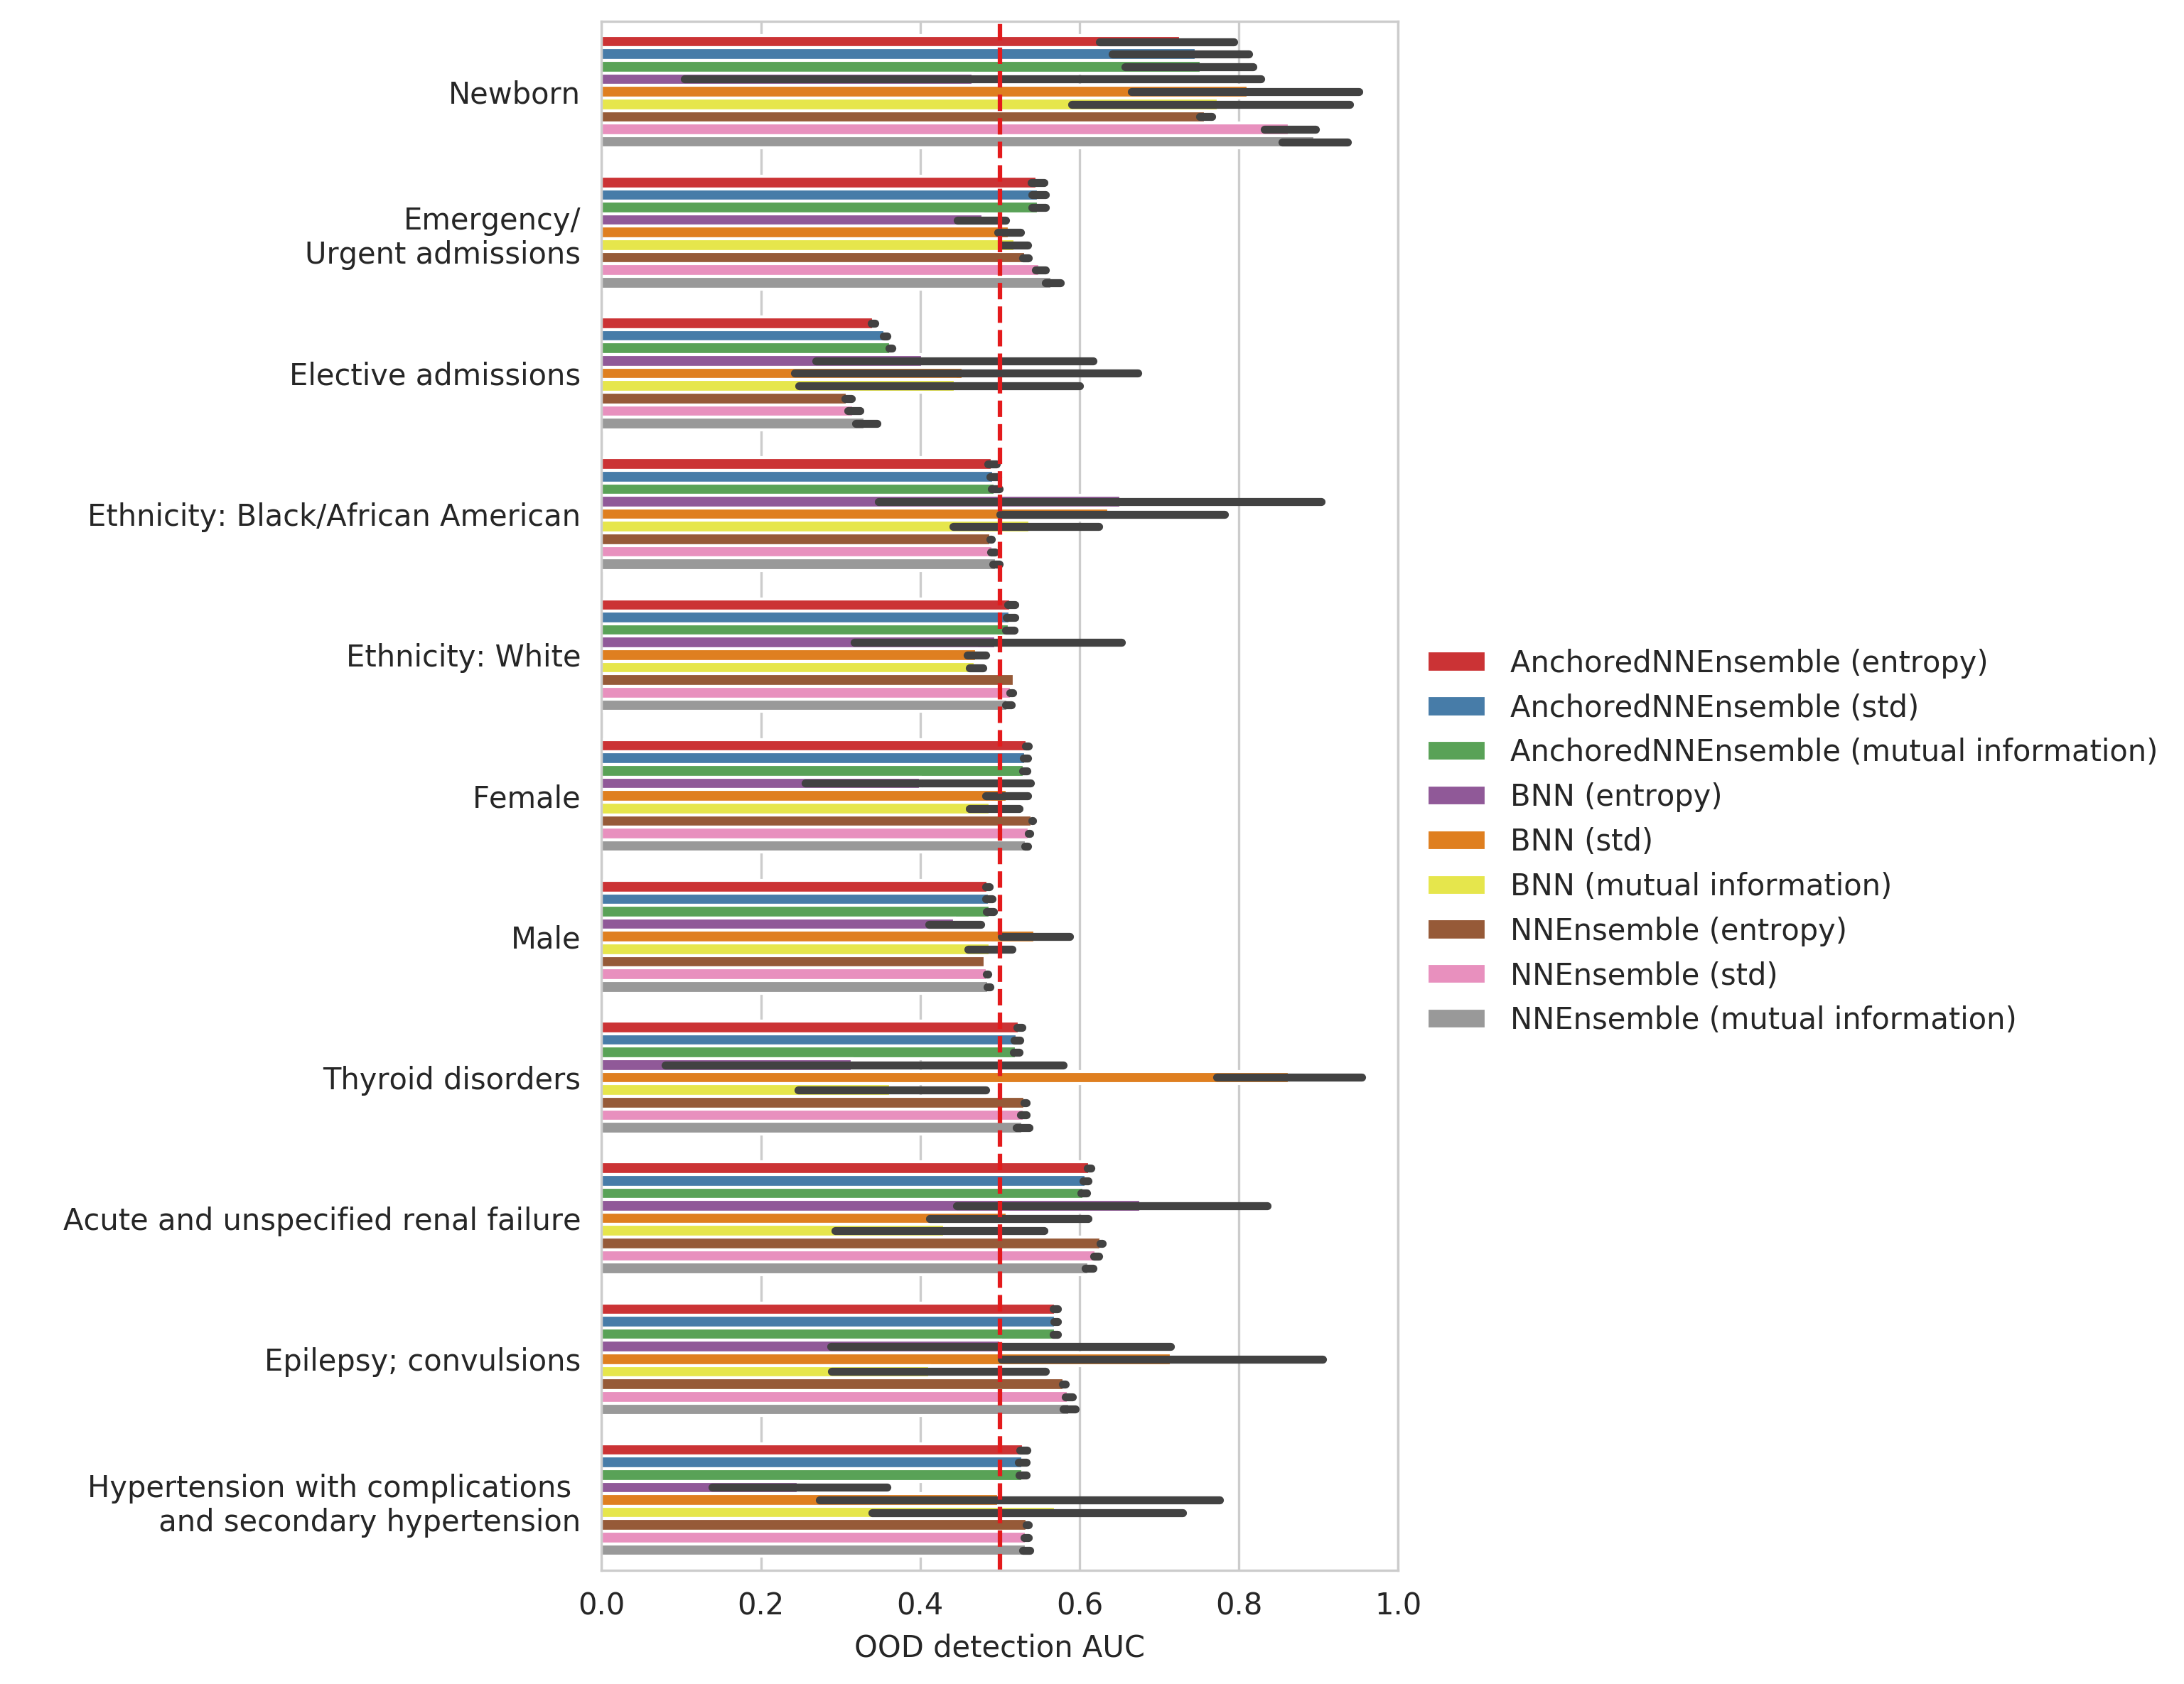 Newborn
Emergency/
Urgent admissions
Elective admissions
Ethnicity: Black/African American
Ethnicity: White
Female
Male
Thyroid disorders
Acute and unspecified renal failure
Epilepsy; convulsions
Hypertension with complications
and secondary hypertension
0.0 0.2 0.4 0.6 0.8 1.0
OOD detection AUC
AnchoredNNEnsemble (entropy)
AnchoredNNEnsemble (std)
AnchoredNNEnsemble (mutual information)
BNN (entropy)
BNN (std)
BNN (mutual information)
NNEnsemble (entropy)
NNEnsemble (std)
NNEnsemble (mutual information)